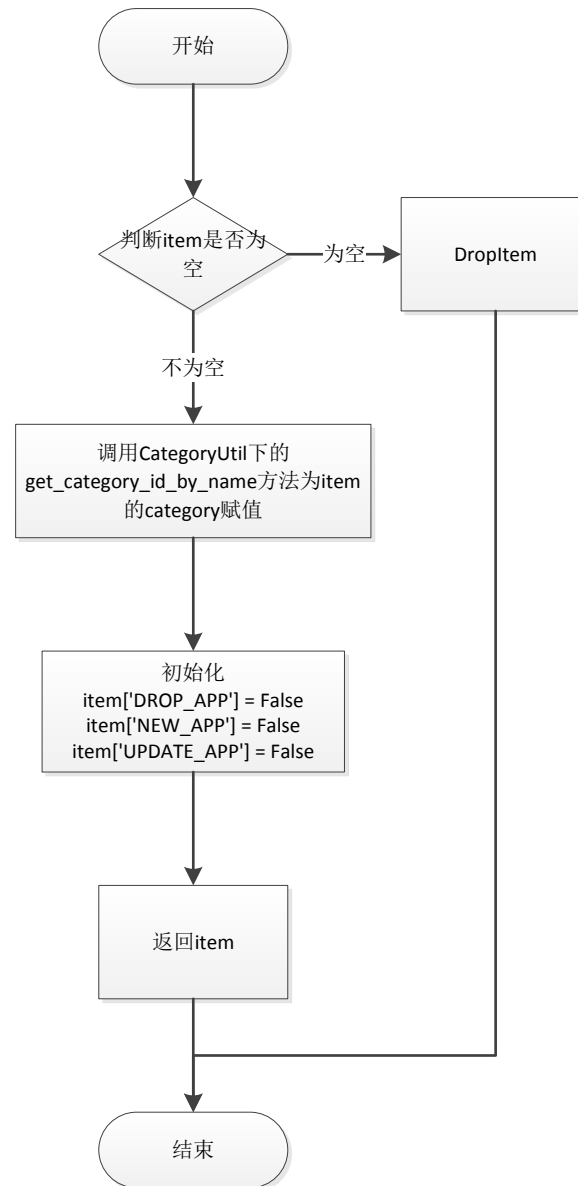 开始
判断item是否为
空
为空
DropItem
不为空
调用CategoryUtil下的
get_category_id_by_name方法为item
的category赋值
初始化
item['DROP_APP'] = False
item['NEW_APP'] = False
item['UPDATE_APP'] = False
返回item
结束